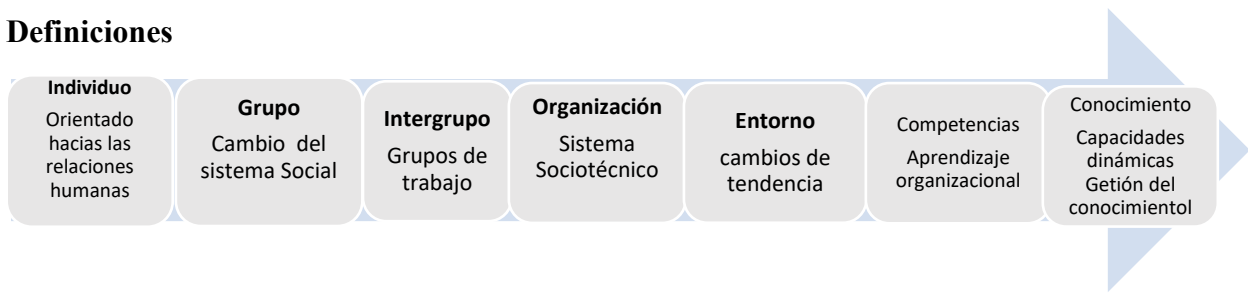 Definiciones
Individuo
Orientado
hacias las
relaciones
humanas
Grupo
Cambio del
sistema Social
Intergrupo
Grupos de
trabajo
Organización
Sistema
Sociotécnico
Entorno
cambios de
tendencia
Competencias
Aprendizaje
organizacional
Conocimiento
Capacidades
dinámicas
Getión del
conocimientol